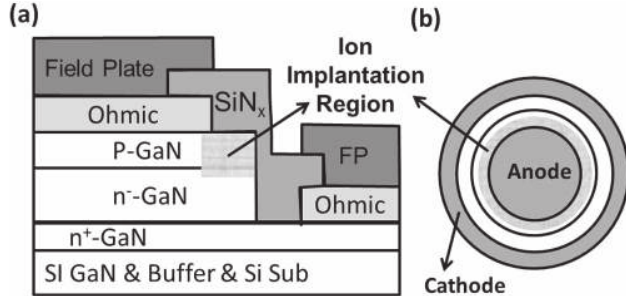 (a)
Field Plate
SiNx
Ohmic
P-GaN
n⁻-GaN
n⁺-GaN
SI GaN & Buffer & Si Sub
Ion
Implantation
Region
FP
Ohmic
(b)
Anode
Cathode